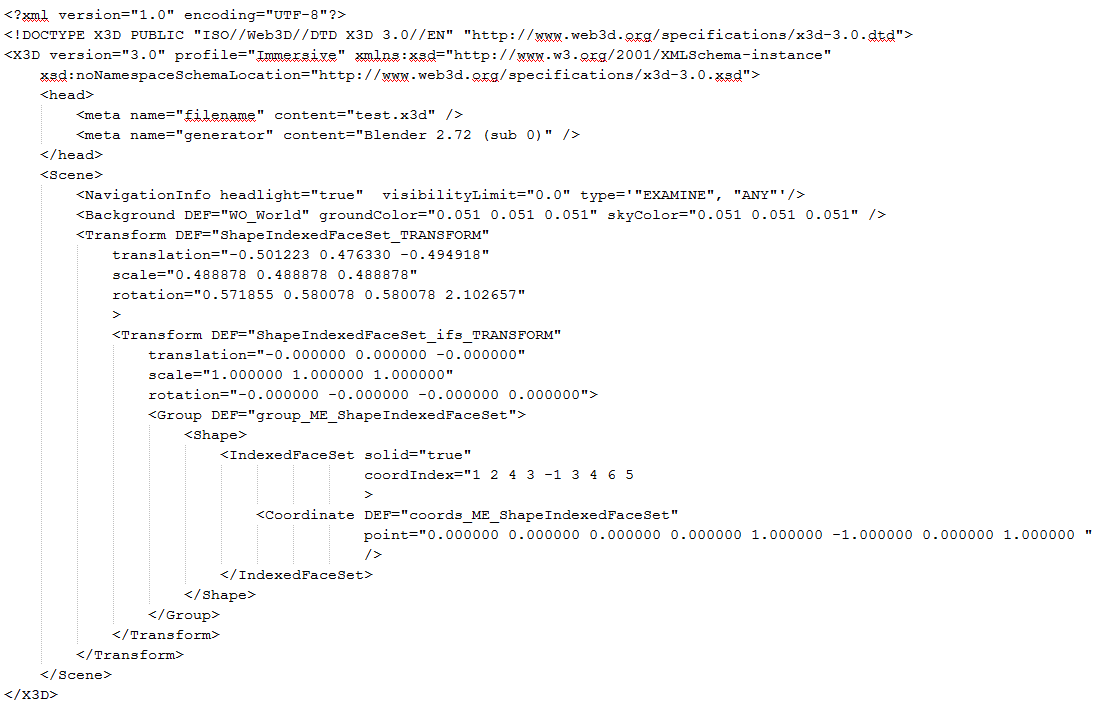 <?xml version="1.0" encoding="UTF-8"?>
<!DOCTYPE X3D PUBLIC "ISO//Web3D//DTD X3D 3.0//EN" "http://www.web3d.org/specifications/x3d-3.0.dtd">
<X3D version="3.0" profile="Immersive" xmlns:xsd="http://www.w3.org/2001/XMLSchema-instance"
    xsd:noNamespaceSchemaLocation="http://www.web3d.org/specifications/x3d-3.0.xsd">
    <head>
        <meta name="filename" content="test.x3d" />
        <meta name="generator" content="Blender 2.72 (sub 0)" />
    </head>
    <Scene>
        <NavigationInfo headlight="true"  visibilityLimit="0.0" type='"EXAMINE", "ANY"'/>
        <Background DEF="WO_World" groundColor="0.051 0.051 0.051" skyColor="0.051 0.051 0.051" />
        <Transform DEF="ShapeIndexedFaceSet_TRANSFORM"
            translation="-0.501223 0.476330 -0.494918"
            scale="0.488878 0.488878 0.488878"
            rotation="0.571855 0.580078 0.580078 2.102657"
            >
            <Transform DEF="ShapeIndexedFaceSet_ifs_TRANSFORM"
                translation="-0.000000 0.000000 -0.000000"
                scale="1.000000 1.000000 1.000000"
                rotation="-0.000000 -0.000000 -0.000000 0.000000">
                <Group DEF="group_ME_ShapeIndexedFaceSet">
                    <Shape>
                        <IndexedFaceSet solid="true"
                                        coordIndex="1 2 4 3 -1 3 4 6 5
                                        >
                            <Coordinate DEF="coords_ME_ShapeIndexedFaceSet"
                                        point="0.000000 0.000000 0.000000 0.000000 1.000000 -1.000000 0.000000 1.000000 "
                                        />
                        </IndexedFaceSet>
                    </Shape>
                </Group>
            </Transform>
        </Transform>
    </Scene>
</X3D>